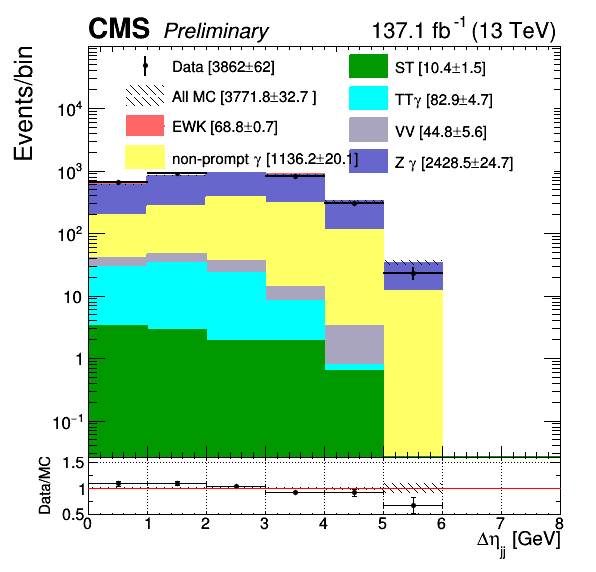 CMS Preliminary 137.1 fb⁻¹ (13 TeV)
Events/bin
Data [3862±62]
All MC [3771.8±32.7 ]
EWK [68.8±0.7]
non-prompt γ [1136.2±20.1]
ST [10.4±1.5]
TTγ [82.9±4.7]
VV [44.8±5.6]
Z γ [2428.5±24.7]
10⁴
10³
10²
10
1
10⁻¹
Data/MC
1.5
1
0.5
0 1 2 3 4 5 6 7 8
Δη_jj [GeV]